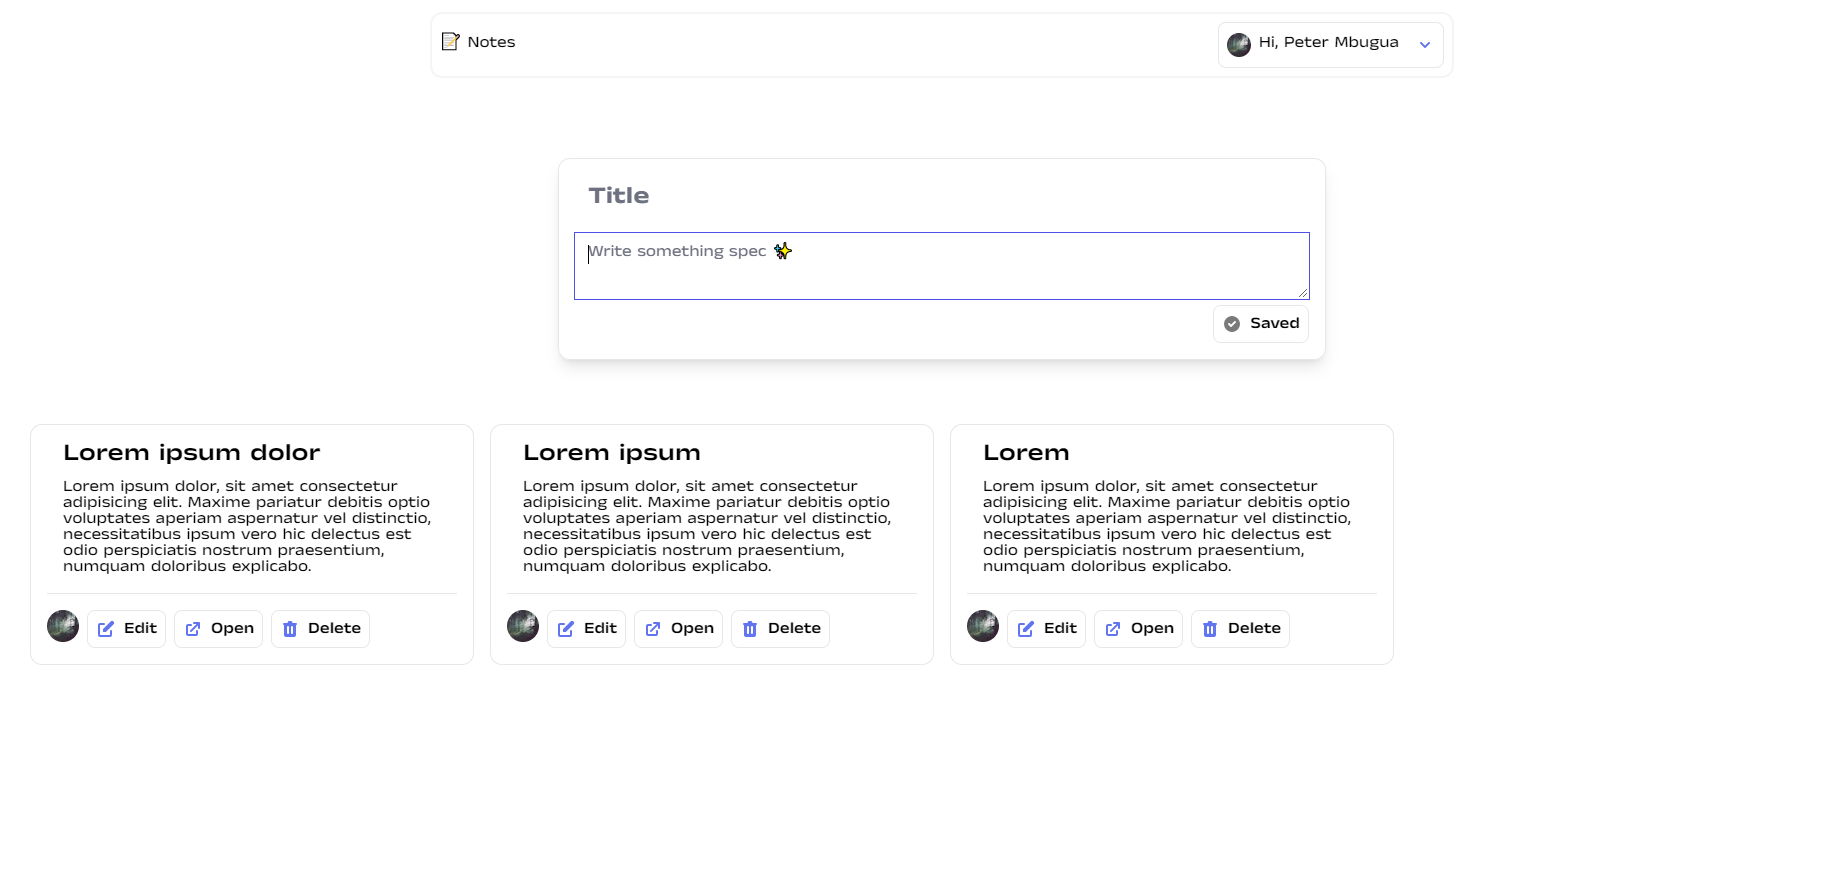 📝 Notes
Hi, Peter Mbugua
Title
Write something spec ✨
Saved
Lorem ipsum dolor
Lorem ipsum dolor, sit amet consectetur
adipisicing elit. Maxime pariatur debitis optio
voluptates aperiam aspernatur vel distinctio,
necessitatibus ipsum vero hic delectus est
odio perspiciatis nostrum praesentium,
numquam doloribus explicabo.
Edit Open Delete
Lorem ipsum
Lorem ipsum dolor, sit amet consectetur
adipisicing elit. Maxime pariatur debitis optio
voluptates aperiam aspernatur vel distinctio,
necessitatibus ipsum vero hic delectus est
odio perspiciatis nostrum praesentium,
numquam doloribus explicabo.
Edit Open Delete
Lorem
Lorem ipsum dolor, sit amet consectetur
adipisicing elit. Maxime pariatur debitis optio
voluptates aperiam aspernatur vel distinctio,
necessitatibus ipsum vero hic delectus est
odio perspiciatis nostrum praesentium,
numquam doloribus explicabo.
Edit Open Delete